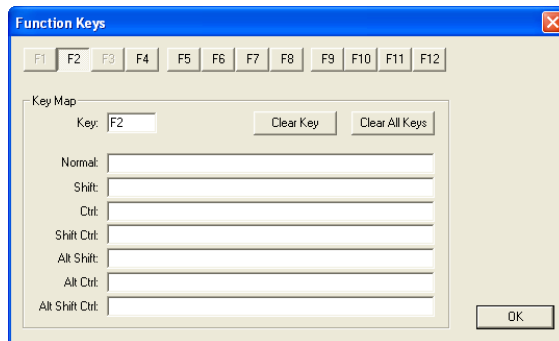 Function Keys
F1 F2 F3 F4 F5 F6 F7 F8 F9 F10 F11 F12
Key Map
Key: F2 Clear Key Clear All Keys
Normal:
Shift:
Ctrl:
Shift Ctrl:
Alt Shift:
Alt Ctrl:
Alt Shift Ctrl:
OK